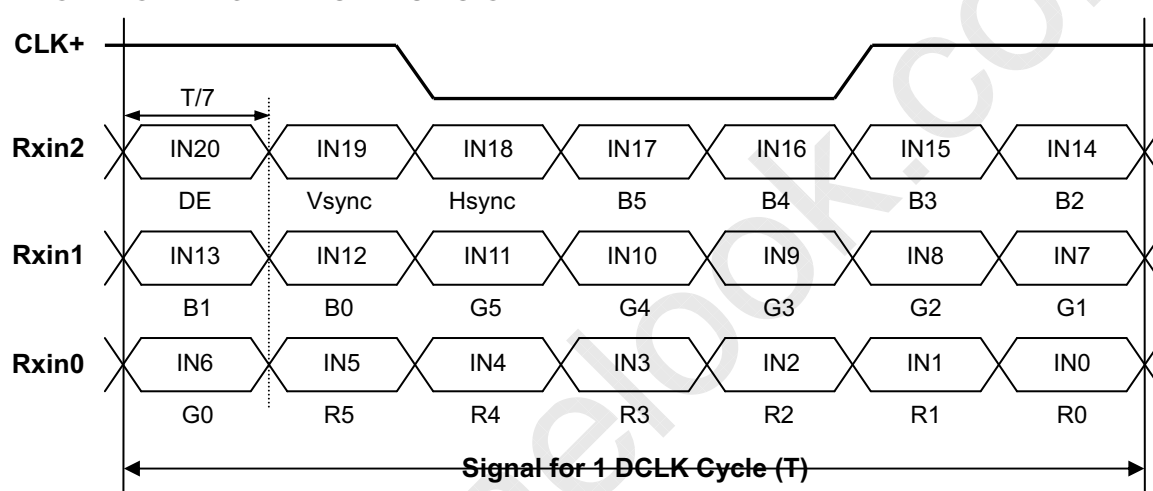 CLK+
T/7
Rxin2 IN20 IN19 IN18 IN17 IN16 IN15 IN14
DE Vsync Hsync B5 B4 B3 B2
Rxin1 IN13 IN12 IN11 IN10 IN9 IN8 IN7
B1 B0 G5 G4 G3 G2 G1
Rxin0 IN6 IN5 IN4 IN3 IN2 IN1 IN0
G0 R5 R4 R3 R2 R1 R0
Signal for 1 DCLK Cycle (T)